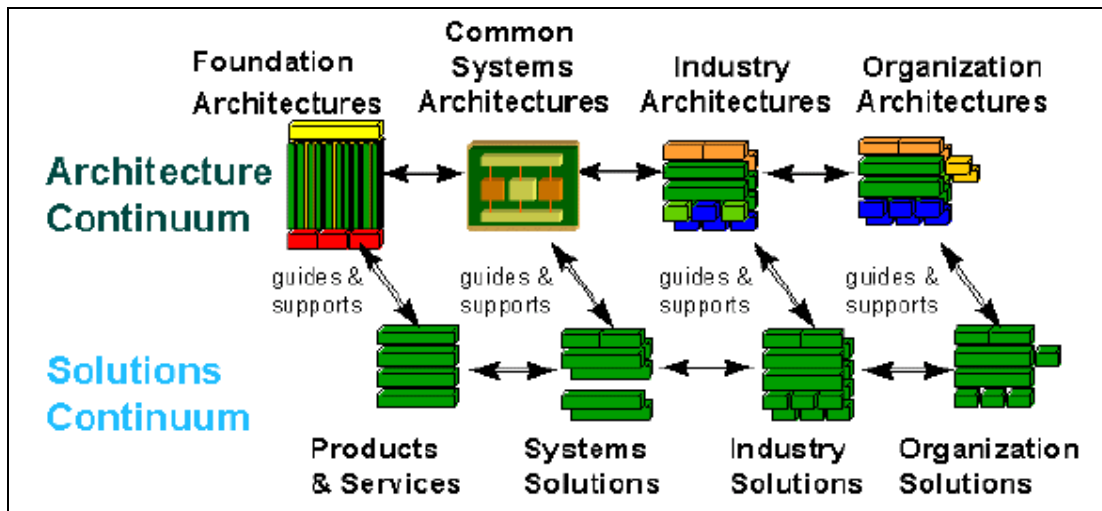 Foundation
Architectures
Common
Systems
Architectures
Industry
Architectures
Organization
Architectures
Architecture
Continuum
guides &
supports
guides &
supports
guides &
supports
guides &
supports
Solutions
Continuum
Products
& Services
Systems
Solutions
Industry
Solutions
Organization
Solutions